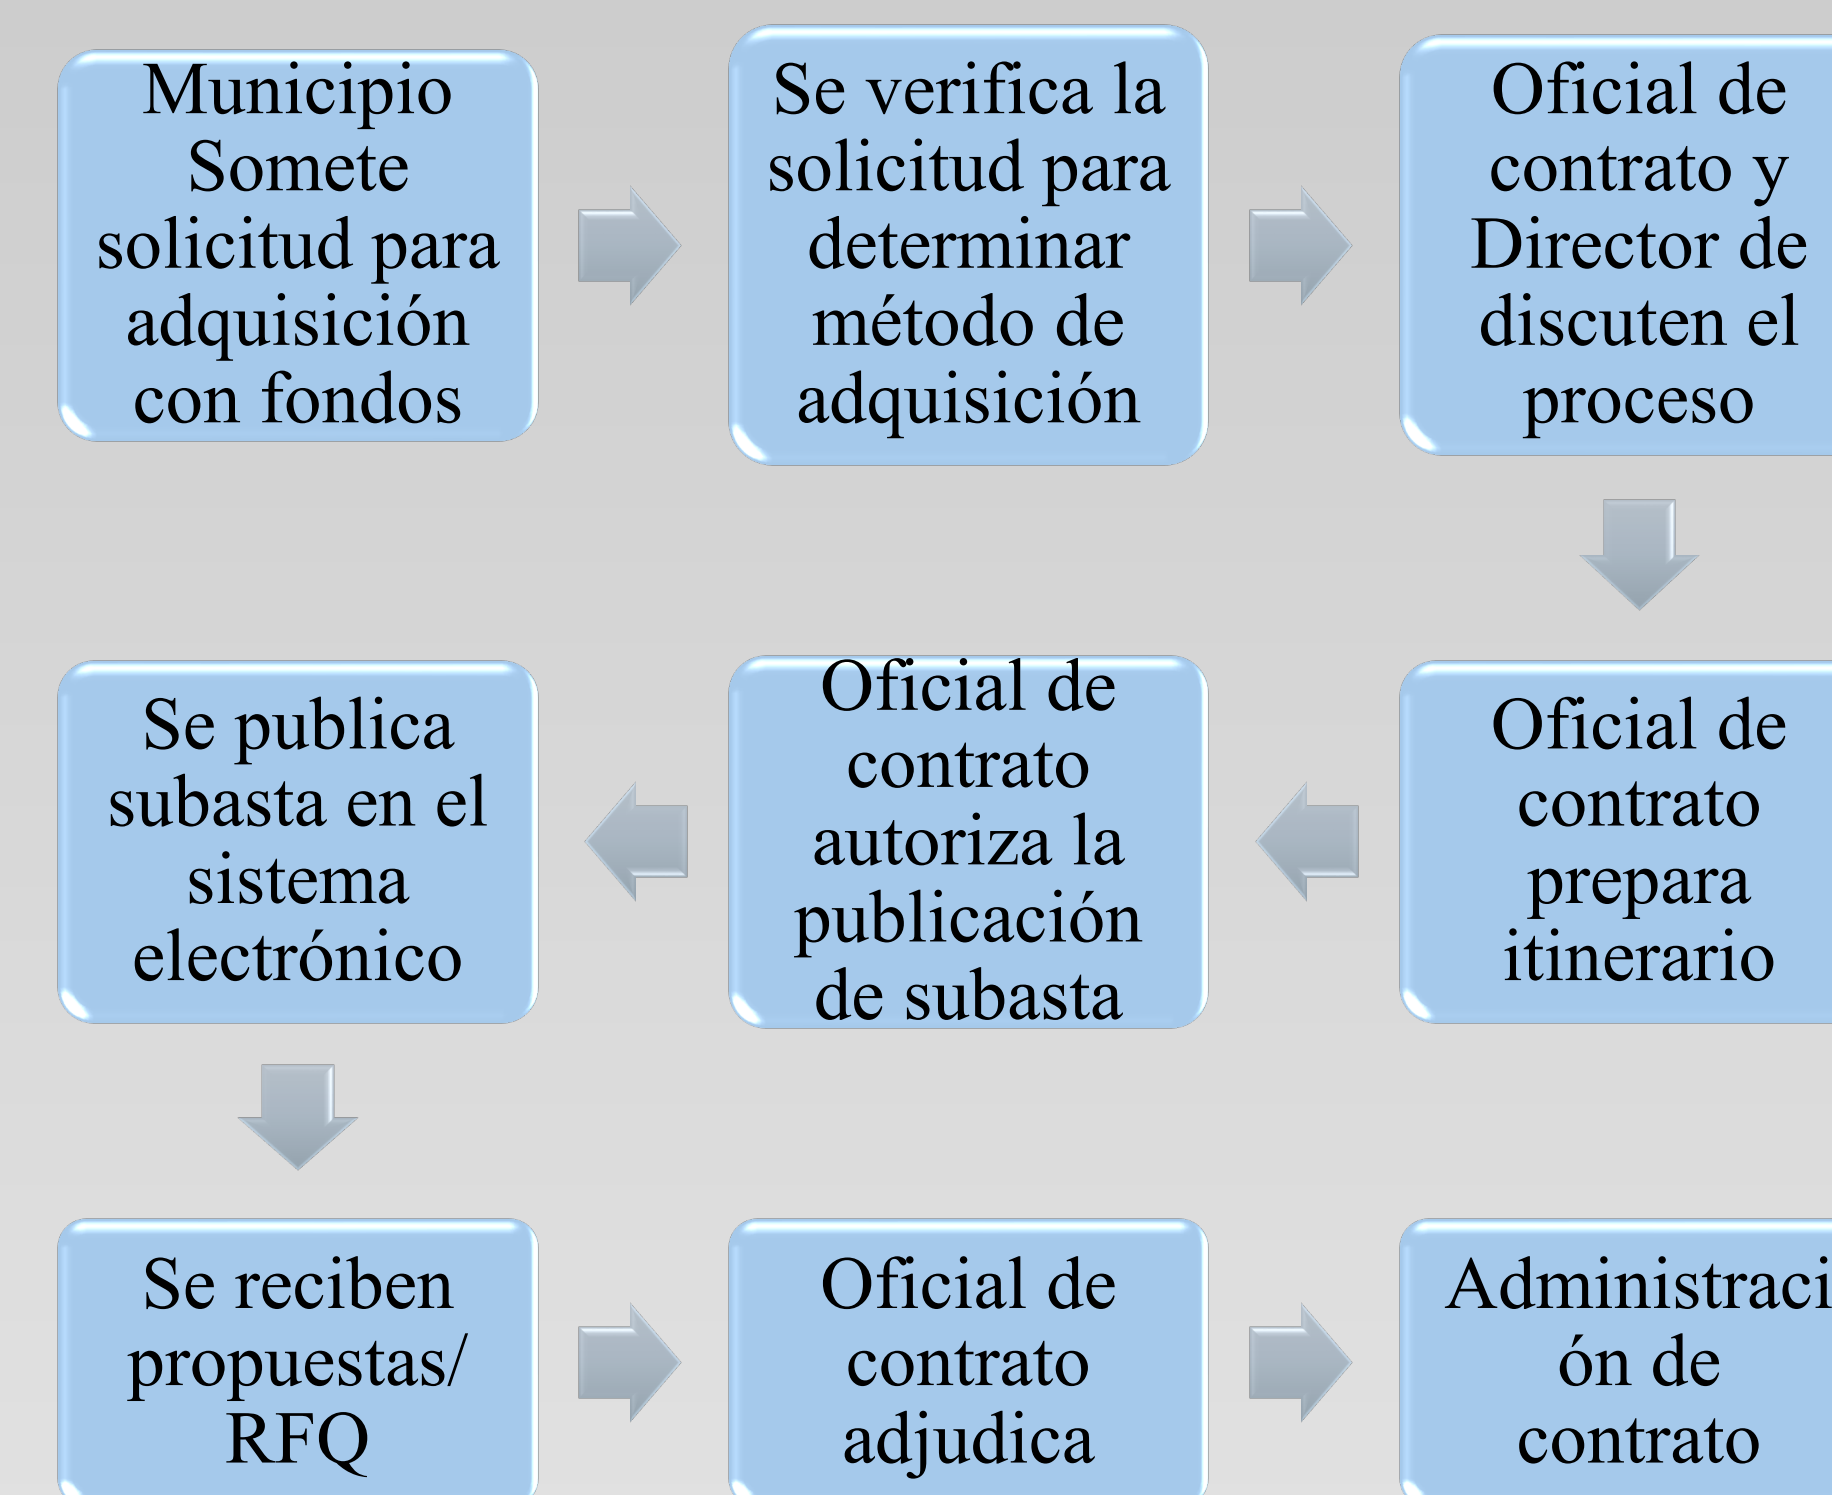 Municipio
Somete
solicitud para
adquisición
con fondos
Se verifica la
solicitud para
determinar
método de
adquisición
Oficial de
contrato y
Director de
discuten el
proceso
Oficial de
contrato
prepara
itinerario
Oficial de
contrato
autoriza la
publicación
de subasta
Se publica
subasta en el
sistema
electrónico
Se reciben
propuestas/
RFQ
Oficial de
contrato
adjudica
Administraci
ón de
contrato